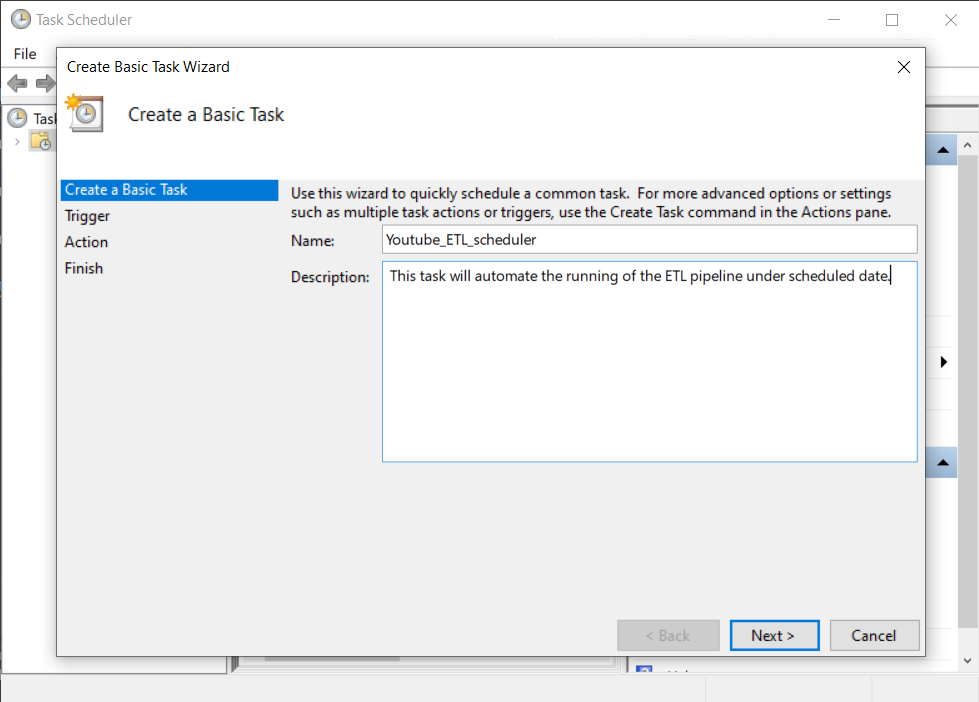 Task Scheduler
File
Create Basic Task Wizard
Create a Basic Task
Task
Create a Basic Task
Trigger
Action
Finish
Use this wizard to quickly schedule a common task. For more advanced options or settings
such as multiple task actions or triggers, use the Create Task command in the Actions pane.
Name:
Youtube_ETL_scheduler
Description:
This task will automate the running of the ETL pipeline under scheduled date.
< Back
Next >
Cancel